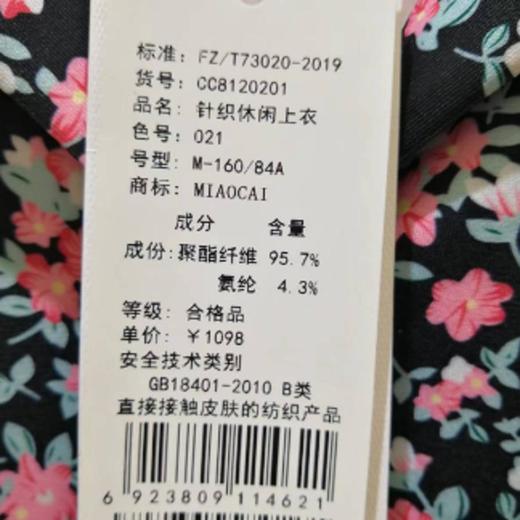 标准: FZ/T73020-2019
货号: CC8120201
品名: 针织休闲上衣
色号: 021
号型: M-160/84A
商标: MIAOCAI
成分 含量
成份:聚酯纤维 95.7%
氨纶 4.3%
等级: 合格品
单价: ¥1098
安全技术类别
GB18401-2010 B类
直接接触皮肤的纺织产品
6 923809 114621